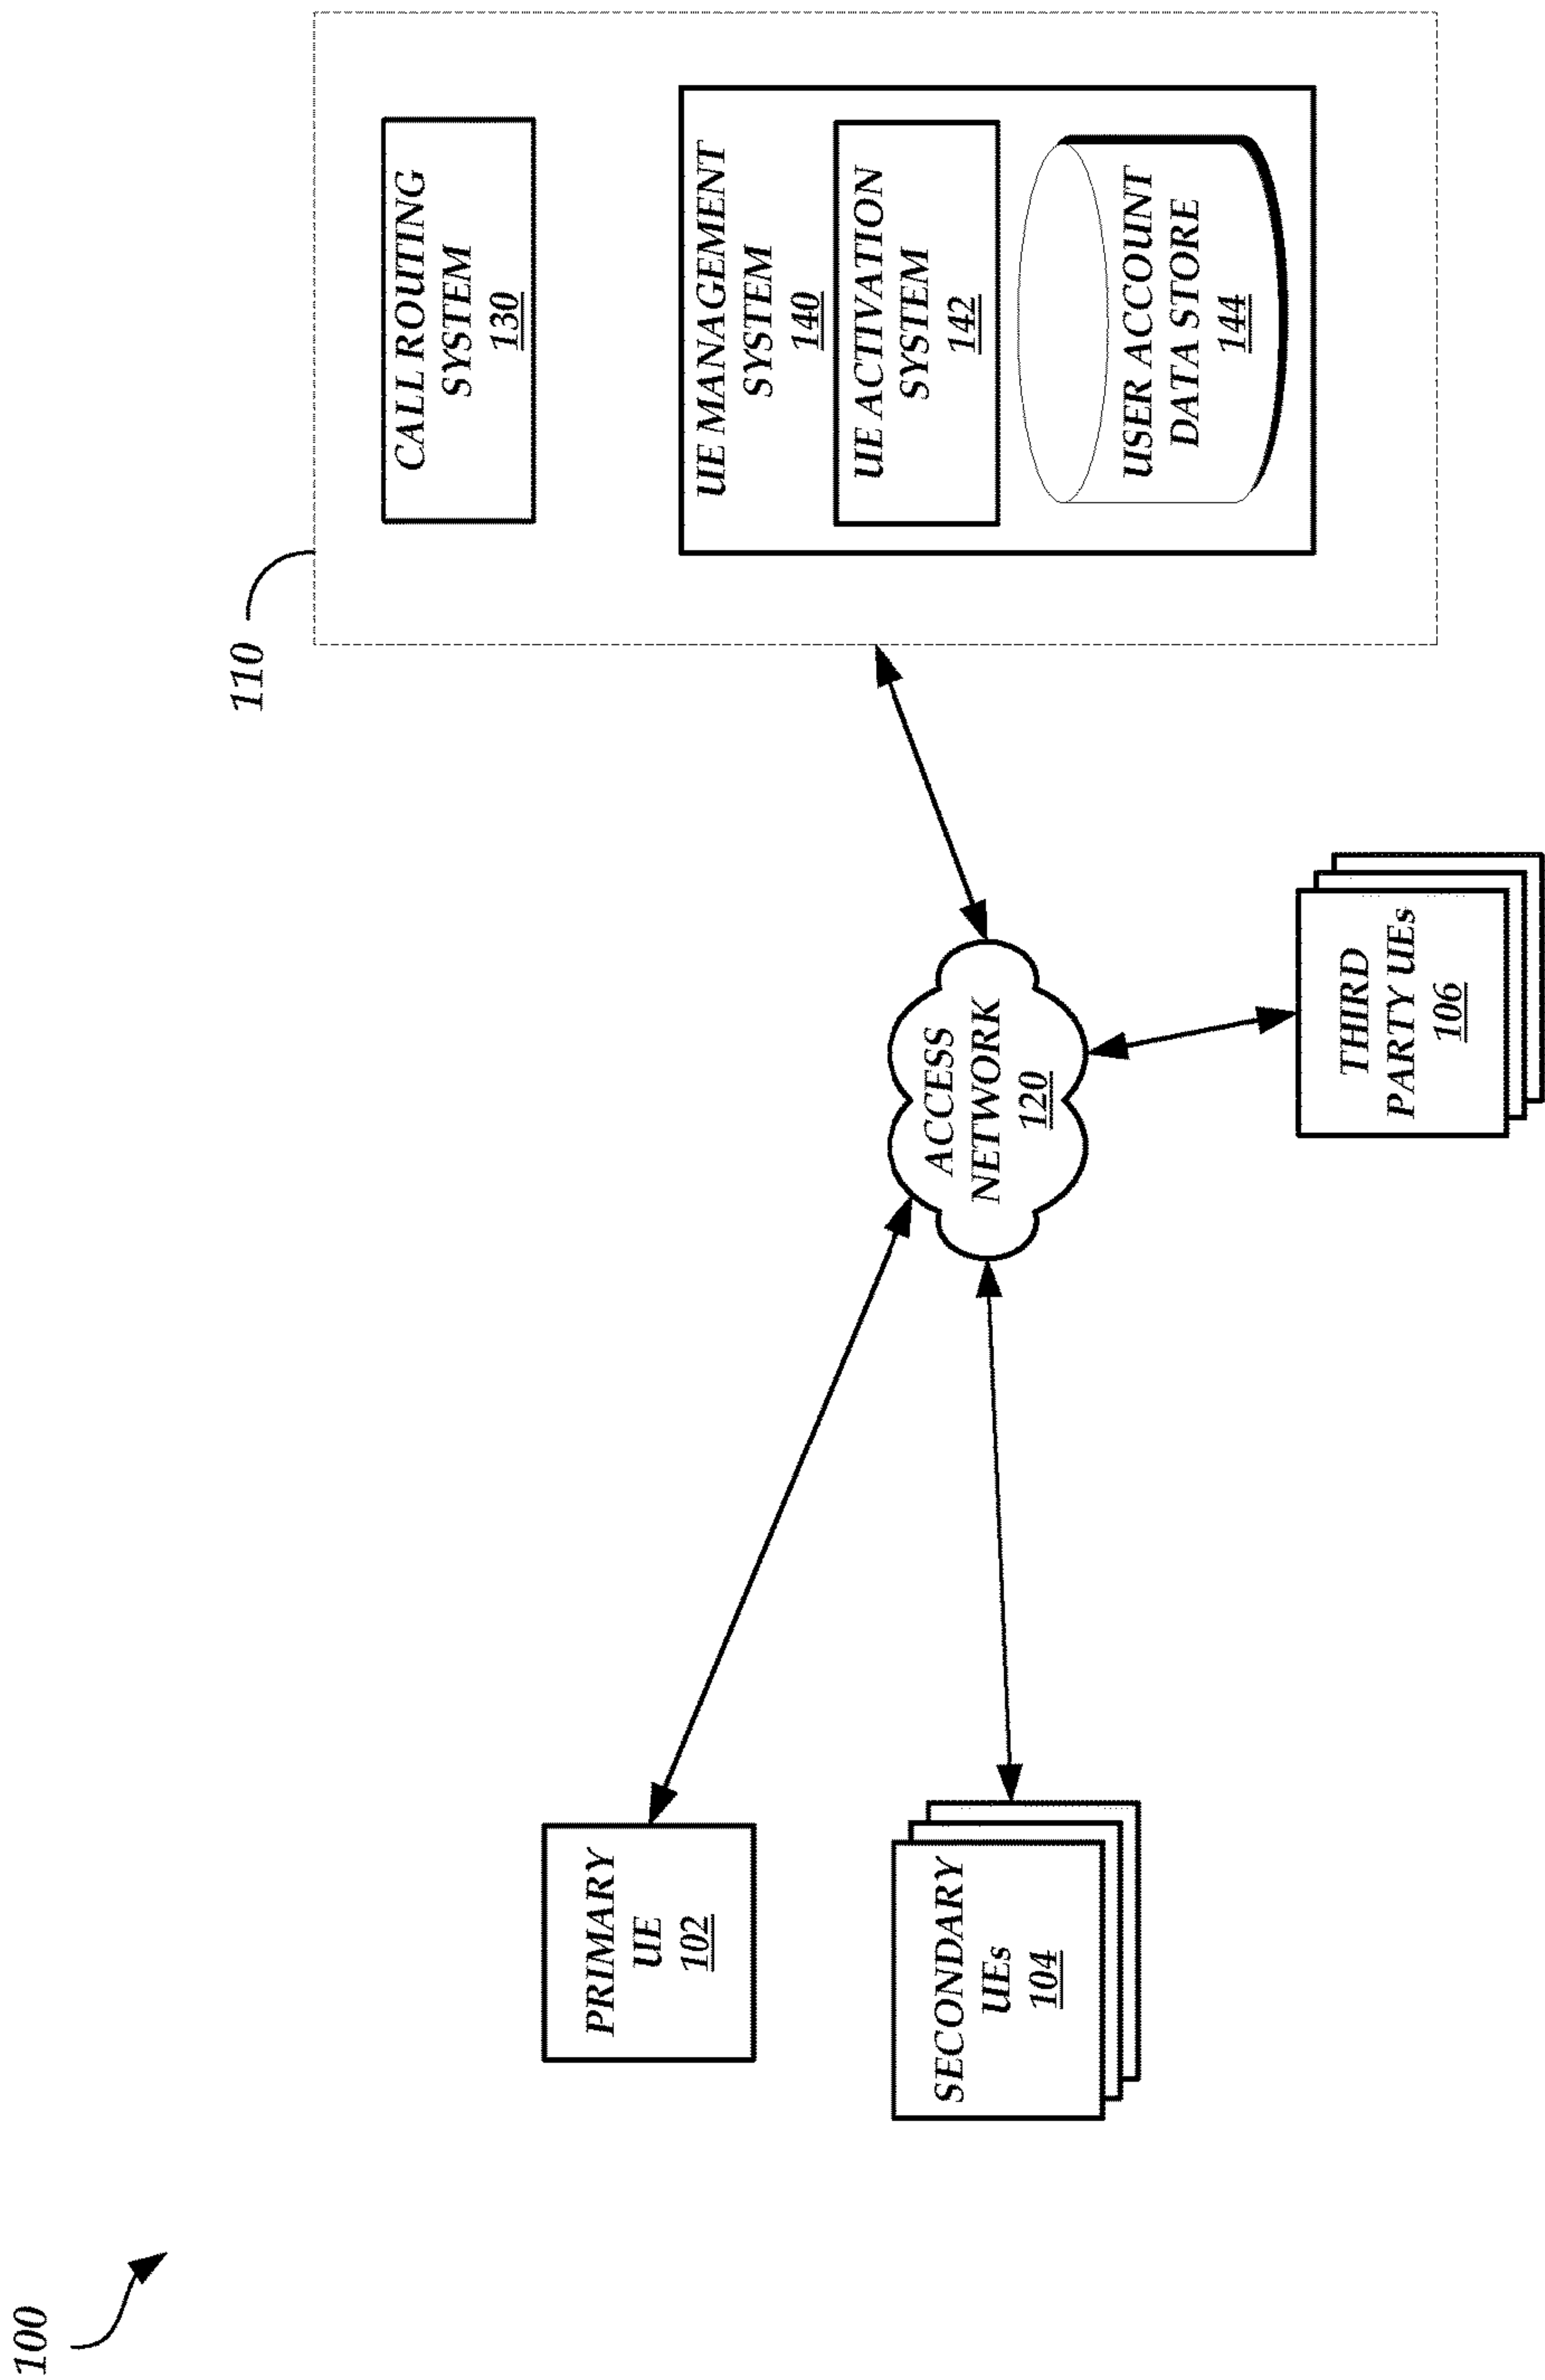 100
110
CALL ROUTING
SYSTEM
130
UE MANAGEMENT
SYSTEM
140
UE ACTIVATION
SYSTEM
142
USER ACCOUNT
DATA STORE
144
PRIMARY
UE
102
ACCESS
NETWORK
120
SECONDARY
UEs
104
THIRD
PARTY UEs
106